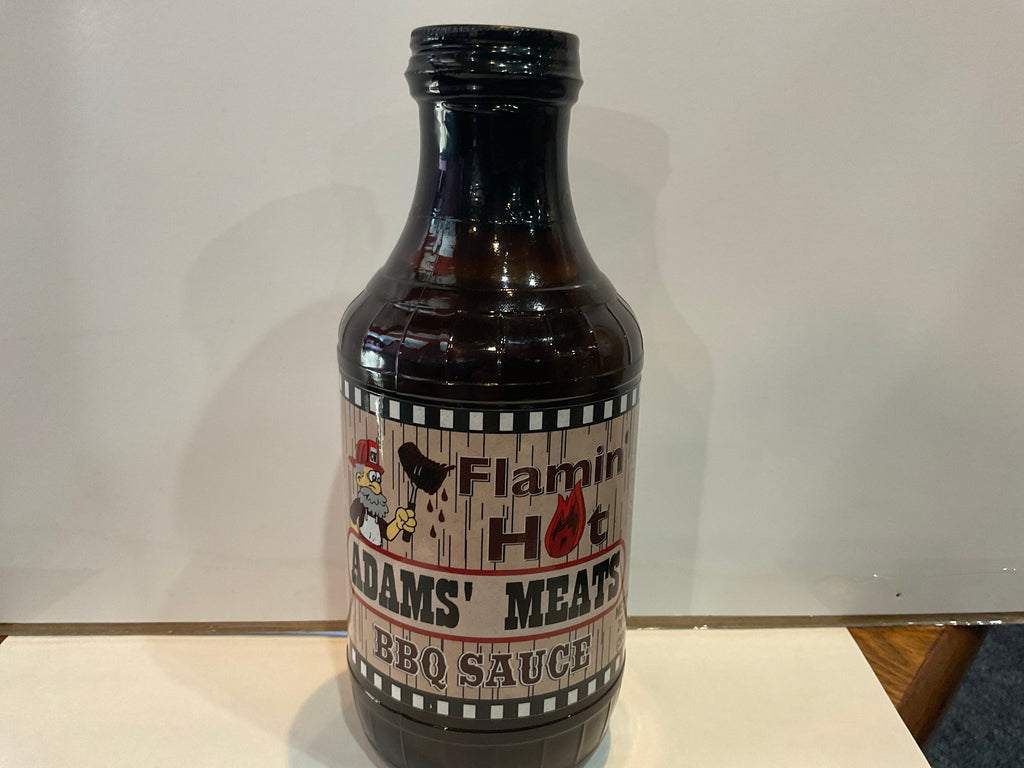 Flamin
Hot
ADAMS' MEATS
BBQ SAUCE